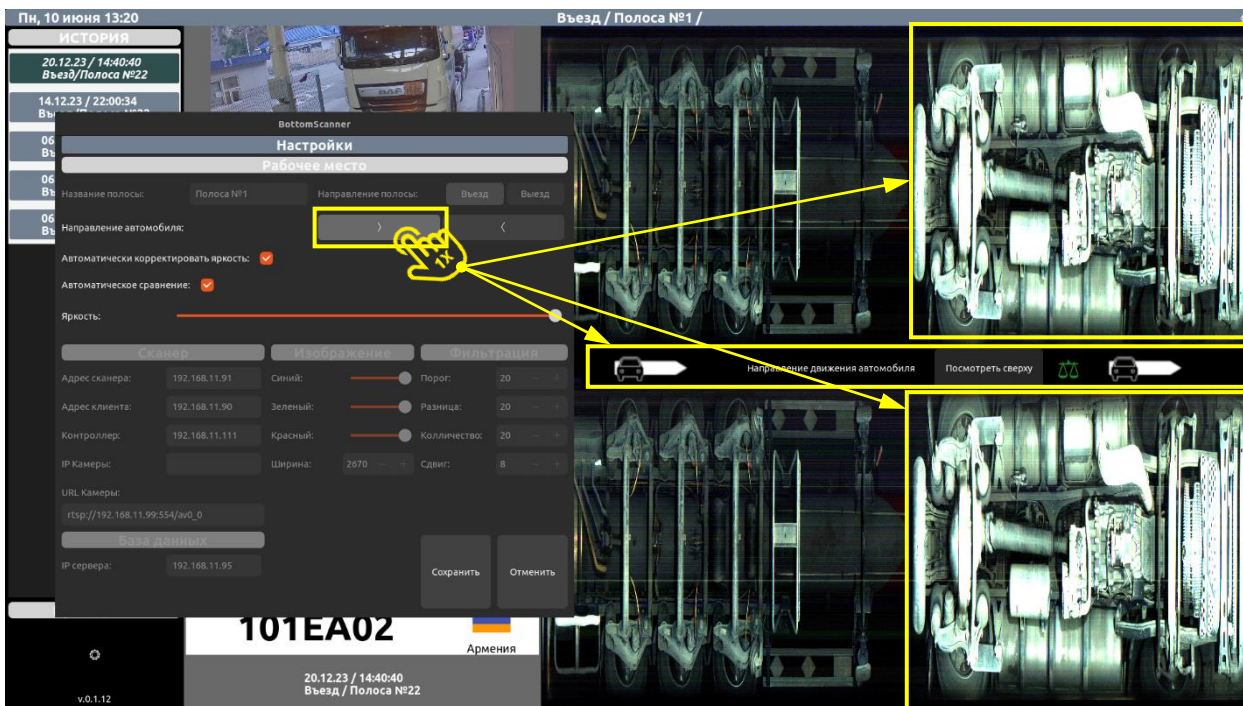 Пн, 10 июня 13:20
Въезд / Полоса №1 /
ИСТОРИЯ
20.12.23 / 14:40:40
Въезд/Полоса №22
14.12.23 / 22:00:34
06
06
06
BottomScanner
Настройки
Рабочее место
Название полосы: Полоса №1 Направление полосы: Въезд Выезд
Направление автомобиля: > <
1X
Автоматически корректировать яркость:
Автоматическое сравнение:
Яркость:
Сканер Изображение Фильтрация
Адрес сканера: 192.168.11.91 Синий: Порог: 20 - +
Адрес клиента: 192.168.11.90 Зеленый: Разница: 20 - +
Контроллер: 192.168.11.111 Красный: Колличество: 20 - +
IP Камеры: Ширина: 2670 - + Сдвиг: 8 - +
URL Камеры:
rtsp://192.168.11.99:554/av0_0
База данных
IP сервера: 192.168.11.95
Сохранить Отменить
Направление движения автомобиля Посмотреть сверху
101EA02
Армения
20.12.23 / 14:40:40
Въезд / Полоса №22
v.0.1.12
DAF